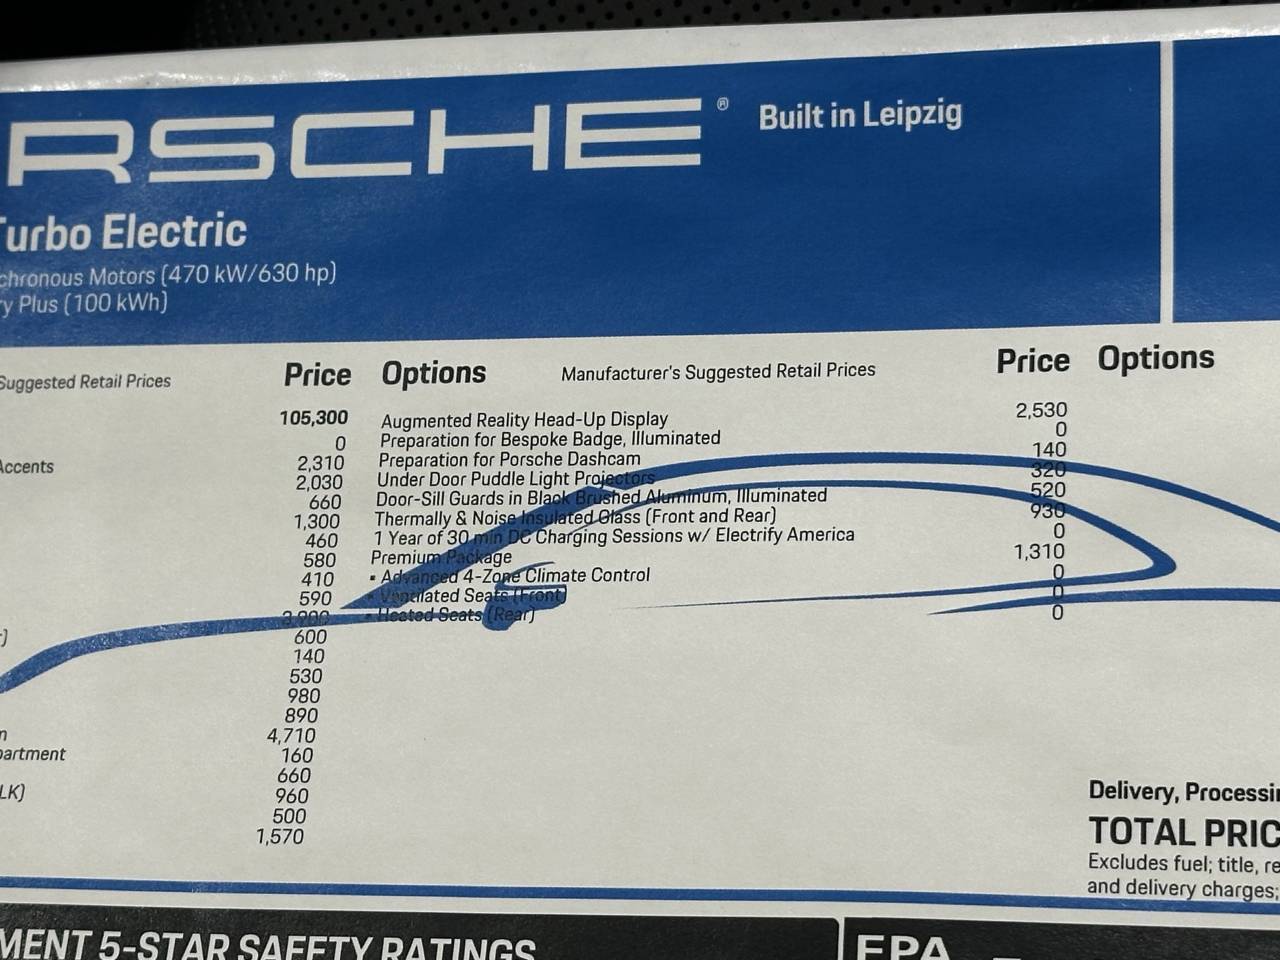 RSCHE® Built in Leipzig
Turbo Electric
chronous Motors (470 kW/630 hp)
y Plus (100 kWh)
Suggested Retail Prices Price
105,300
0
Accents 2,310
2,030
660
1,300
460
580
410
590
3,900
) 600
140
530
980
890
n 4,710
partment 160
660
LK) 960
500
1,570
Options Manufacturer's Suggested Retail Prices Price
Augmented Reality Head-Up Display 2,530
Preparation for Bespoke Badge, Illuminated 0
Preparation for Porsche Dashcam 140
Under Door Puddle Light Projectors 320
Door-Sill Guards in Black Brushed Aluminum, Illuminated 520
Thermally & Noise Insulated Glass (Front and Rear) 930
1 Year of 30 min DC Charging Sessions w/ Electrify America 0
Premium Package 1,310
▪ Advanced 4-Zone Climate Control 0
▪ Ventilated Seats (Front) 0
▪ Heated Seats (Rear) 0
Options
Delivery, Processi
TOTAL PRIC
Excludes fuel; title, re
and delivery charges;
MENT 5-STAR SAFETY RATINGS
EPA